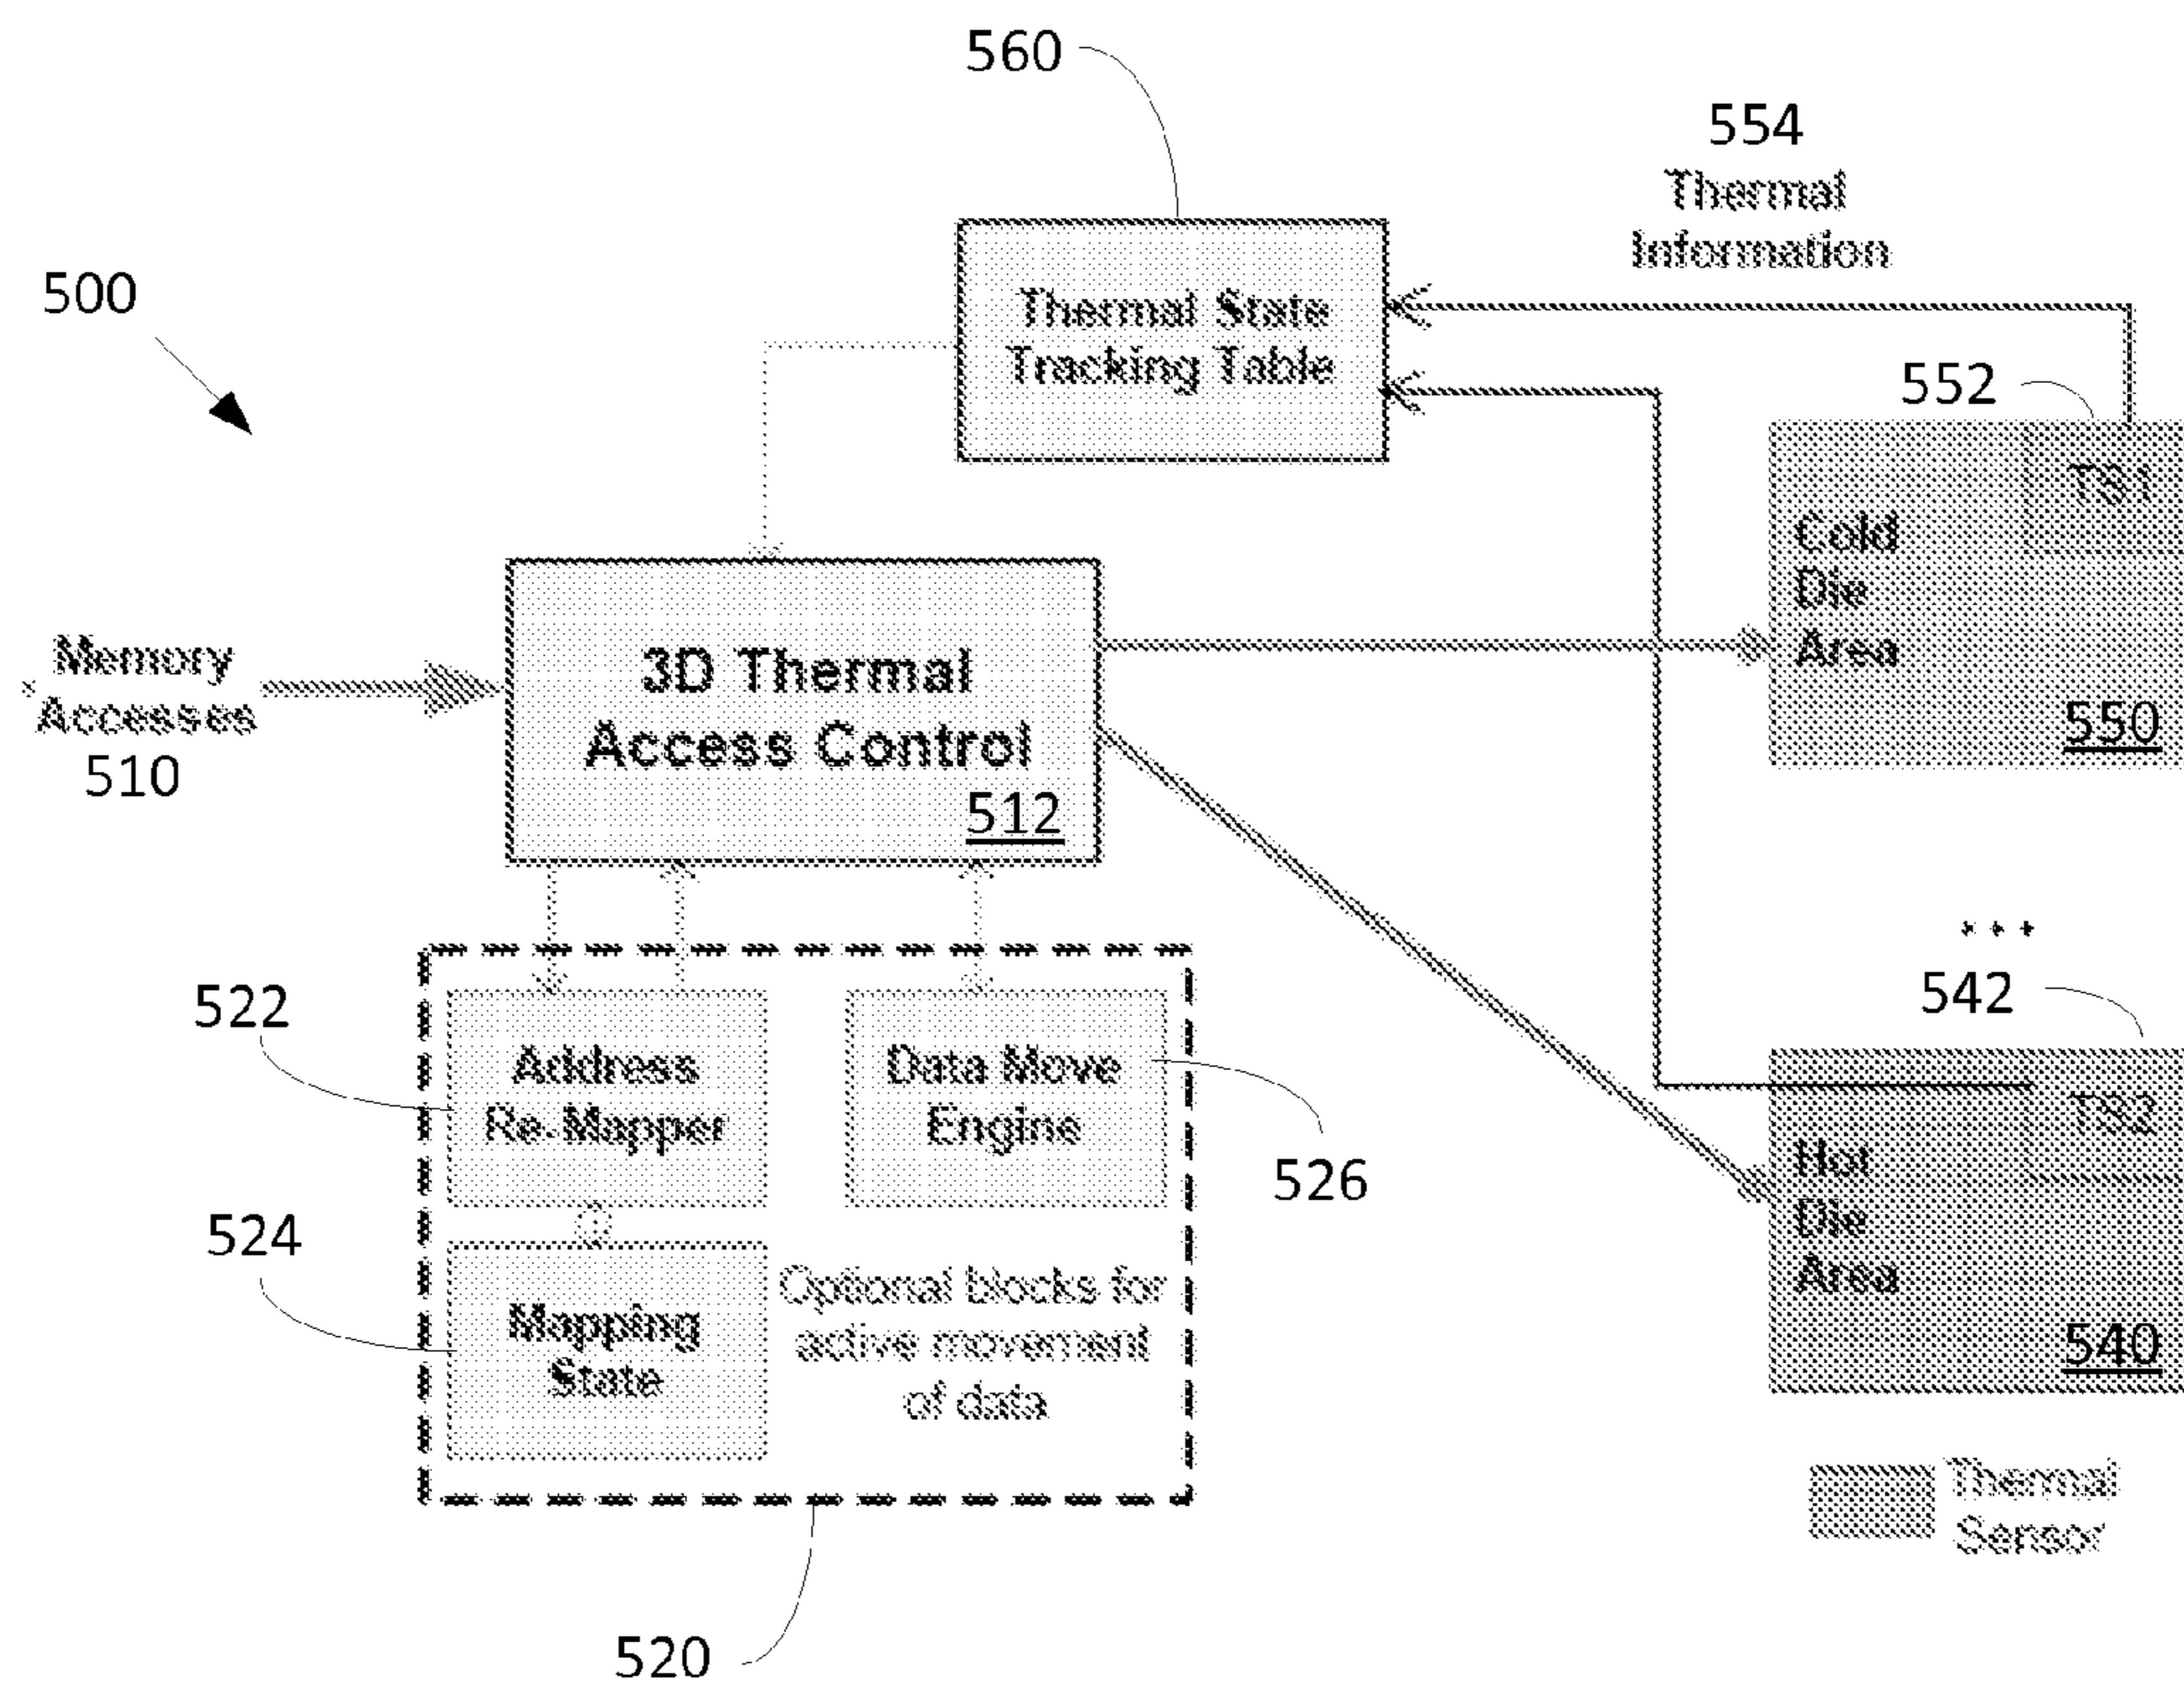 560
554
Thermal
Information
500
Thermal State
Tracking Table
552
TS1
Cold
Die
Area
550
Memory
Accesses
510
3D Thermal
Access Control
512
...
542
522
Address
Re-Mapper
Data Move
Engine
526
TS2
Hot
Die
Area
540
524
Mapping
State
Optional blocks for
active movement
of data
Thermal
Sensor
520